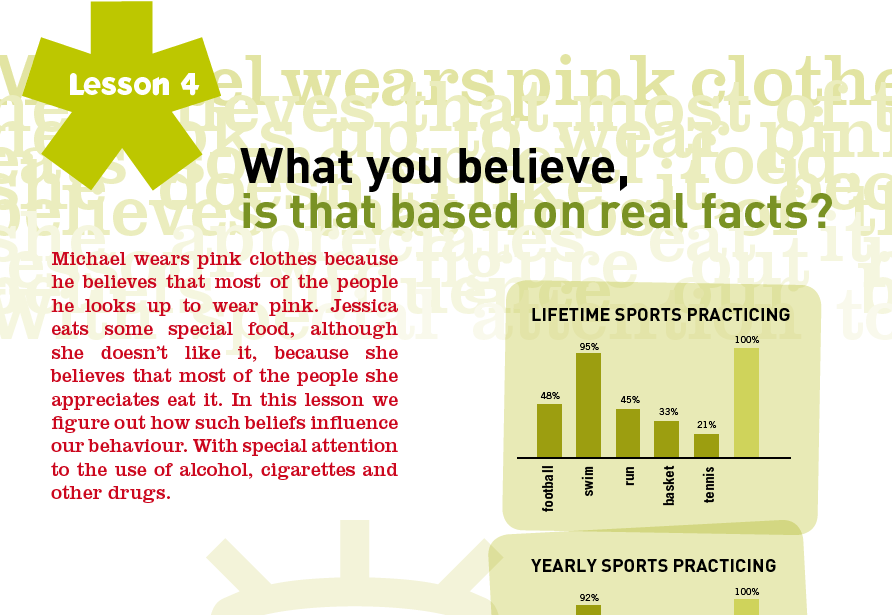 Lesson 4
What you believe,
is that based on real facts?
Michael wears pink clothes because
he believes that most of the people
he looks up to wear pink. Jessica
eats some special food, although
she doesn't like it, because she
believes that most of the people she
appreciates eat it. In this lesson we
figure out how such beliefs influence
our behaviour. With special attention
to the use of alcohol, cigarettes and
other drugs.
LIFETIME SPORTS PRACTICING
48%
95%
45%
33%
21%
100%
football
swim
run
basket
tennis
YEARLY SPORTS PRACTICING
92%
100%